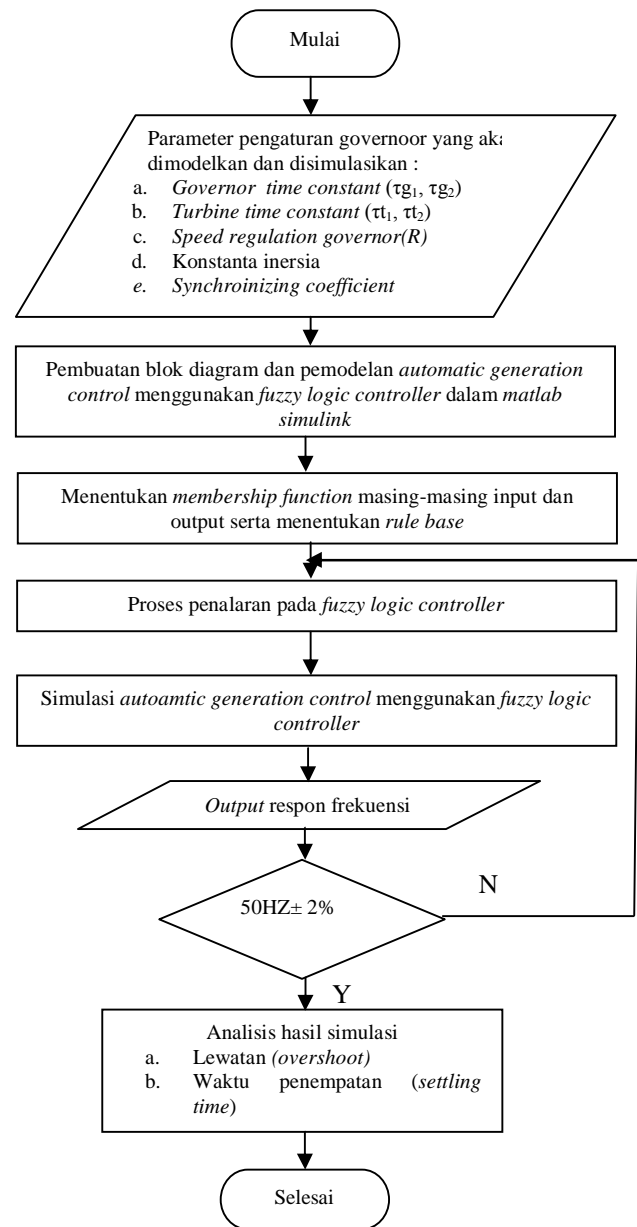 Mulai
Parameter pengaturan governoor yang aka
dimodelkan dan disimulasikan :
a. Governor time constant (τg₁, τg₂)
b. Turbine time constant (τt₁, τt₂)
c. Speed regulation governor(R)
d. Konstanta inersia
e. Synchroinizing coefficient
Pembuatan blok diagram dan pemodelan automatic generation
control menggunakan fuzzy logic controller dalam matlab
simulink
Menentukan membership function masing-masing input dan
output serta menentukan rule base
Proses penalaran pada fuzzy logic controller
Simulasi autoamtic generation control menggunakan fuzzy logic
controller
Output respon frekuensi
50HZ± 2%
N
Y
Analisis hasil simulasi
a. Lewatan (overshoot)
b. Waktu penempatan (settling
time)
Selesai